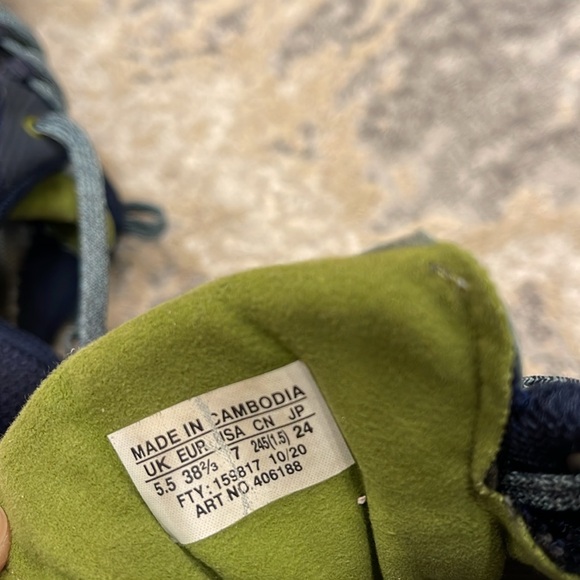 MADE IN CAMBODIA
UK EUR USA CN JP
5.5 38⅔ 7 245(1.5) 24
FTY: 159817 10/20
ART NO. 406188